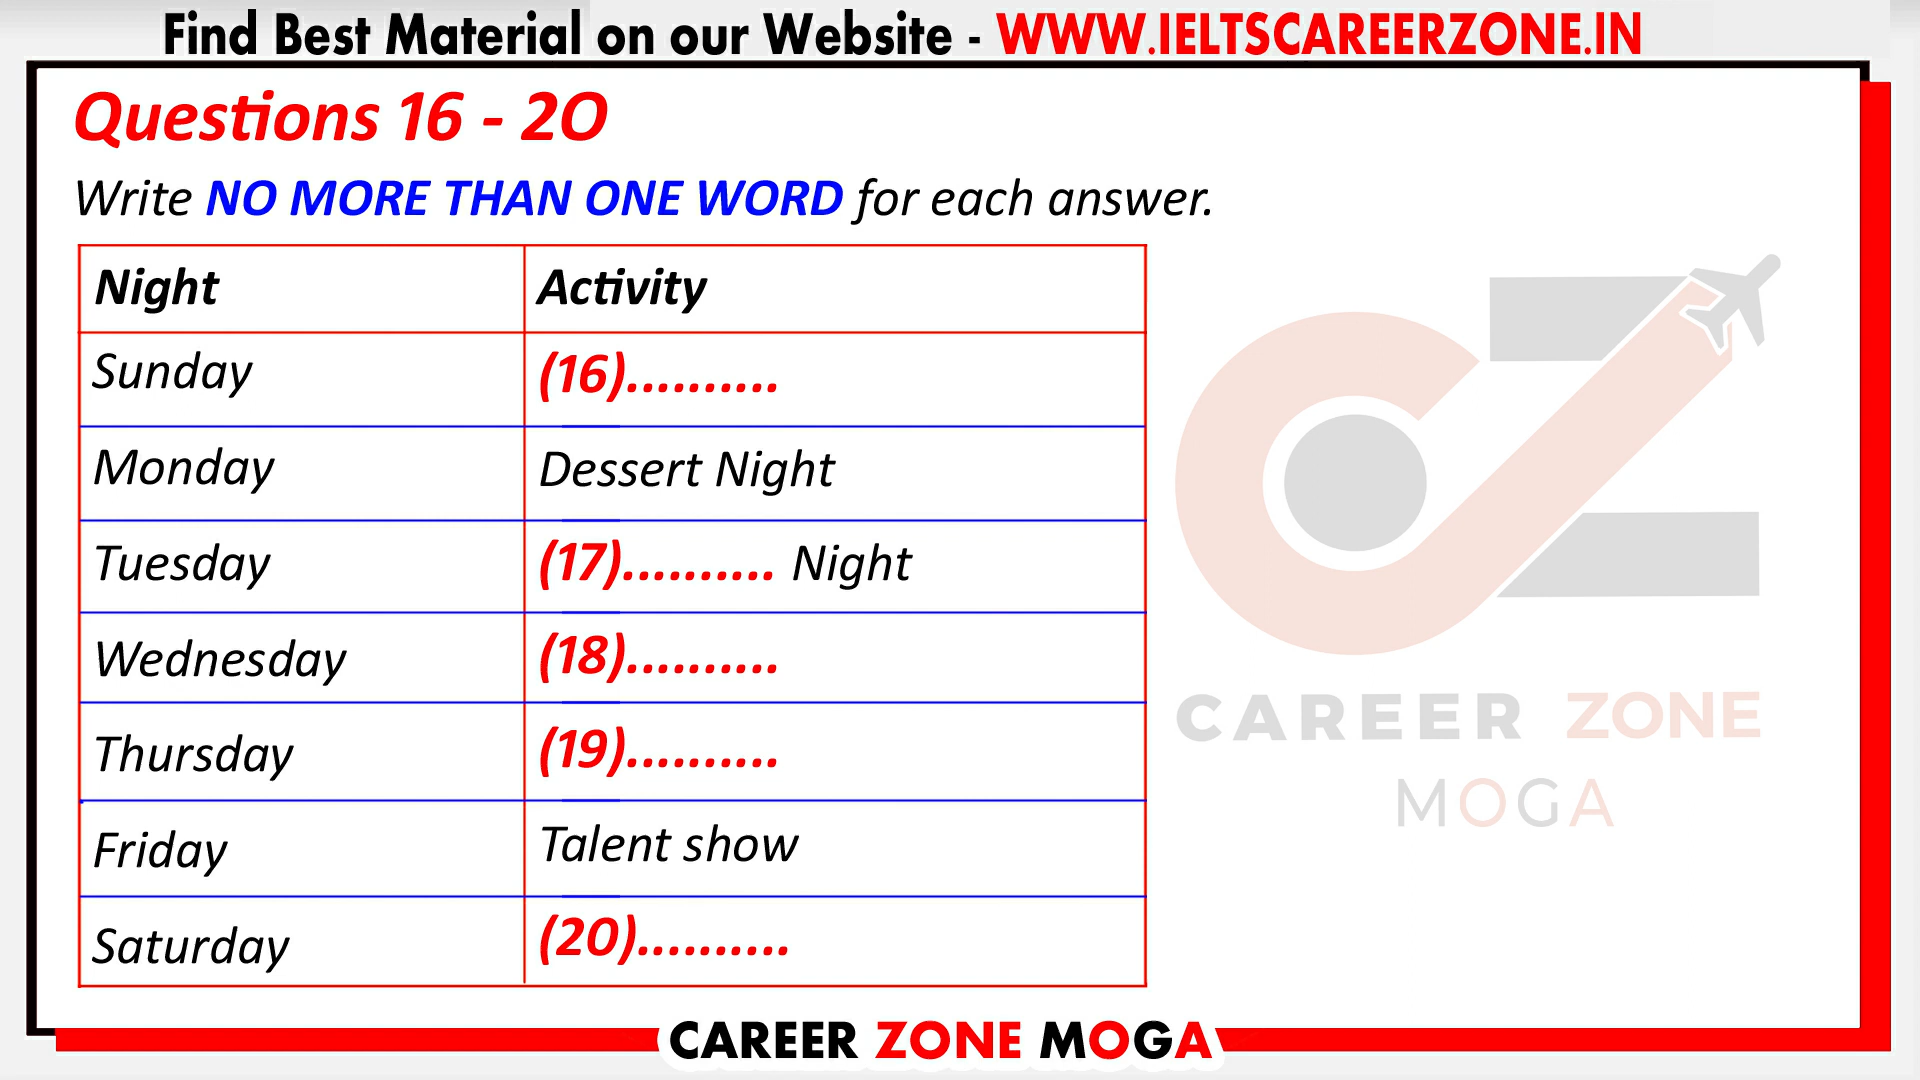 Find Best Material on our Website - WWW.IELTSCAREERZONE.IN
Questions 16 - 20
Write NO MORE THAN ONE WORD for each answer.
Night Activity
Sunday (16)..........
Monday Dessert Night
Tuesday (17).......... Night
Wednesday (18)..........
Thursday (19)..........
Friday Talent show
Saturday (20)..........
CAREER ZONE
MOGA
CAREER ZONE MOGA